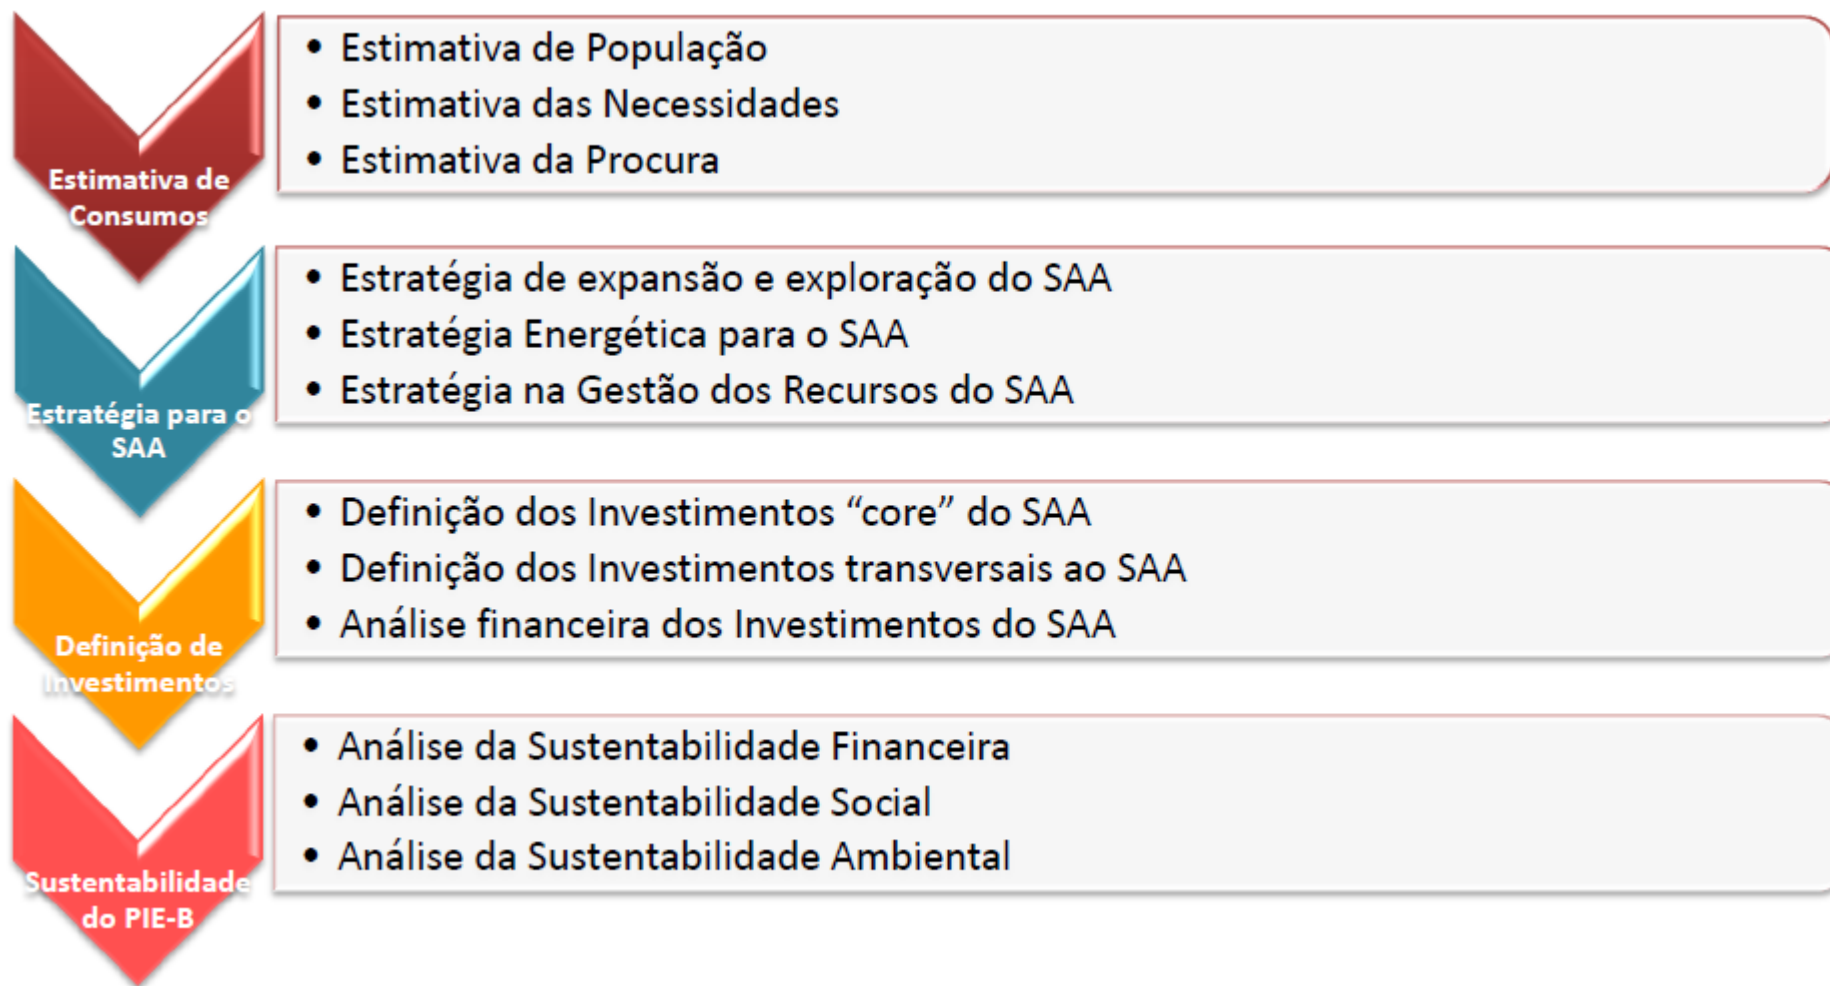 Estimativa de
Consumos
• Estimativa de População
• Estimativa das Necessidades
• Estimativa da Procura
Estratégia para o
SAA
• Estratégia de expansão e exploração do SAA
• Estratégia Energética para o SAA
• Estratégia na Gestão dos Recursos do SAA
Definição de
Investimentos
• Definição dos Investimentos “core” do SAA
• Definição dos Investimentos transversais ao SAA
• Análise financeira dos Investimentos do SAA
Sustentabilidade
do PIE-B
• Análise da Sustentabilidade Financeira
• Análise da Sustentabilidade Social
• Análise da Sustentabilidade Ambiental